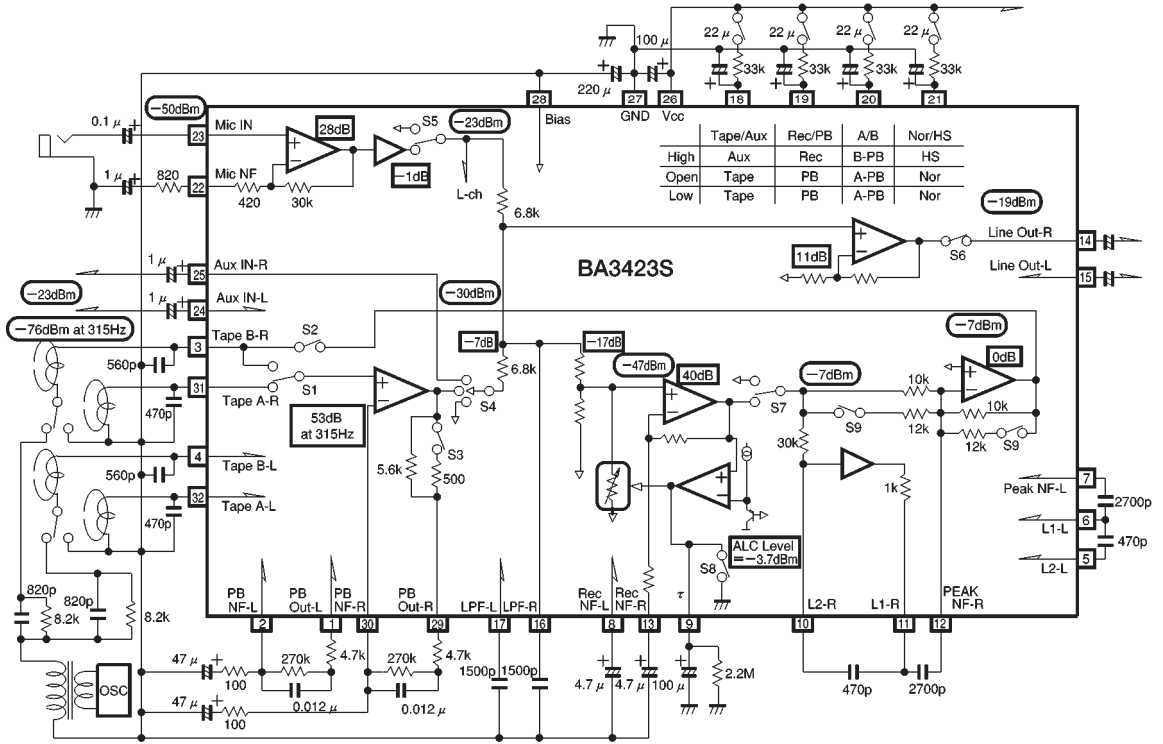 22 μ
22 μ
22 μ
22 μ
100 μ
33k
33k
33k
33k
220 μ
28
27
26
18
19
20
21
Bias
GND
Vcc
−50dBm
0.1 μ
23
Mic IN
28dB
S5
−23dBm
−1dB
L-ch
1 μ
820
22
Mic NF
420
30k
6.8k
Tape/Aux Rec/PB A/B Nor/HS
High Aux Rec B-PB HS
Open Tape PB A-PB Nor
Low Tape PB A-PB Nor
−19dBm
Line Out-R
14
S6
11dB
Line Out-L
15
BA3423S
1 μ
25
Aux IN-R
−23dBm
1 μ
24
Aux IN-L
−30dBm
−76dBm at 315Hz
3
Tape B-R
S2
560p
31
S1
Tape A-R
470p
53dB
at 315Hz
−7dB
6.8k
S4
S3
5.6k
500
−17dB
−47dBm
40dB
S7
−7dBm
−7dBm
0dB
10k
10k
S9
12k
12k
S9
30k
1k
4
Tape B-L
560p
32
Tape A-L
470p
ALC Level
=−3.7dBm
S8
7
Peak NF-L
2700p
6
L1-L
470p
5
L2-L
820p
8.2k
820p
8.2k
OSC
PB
NF-L
PB
Out-L
PB
NF-R
PB
Out-R
LPF-L
LPF-R
Rec
NF-L
Rec
NF-R
τ
L2-R
L1-R
PEAK
NF-R
2
1
30
29
17
16
8
13
9
10
11
12
47 μ
100
270k
4.7k
0.012 μ
270k
4.7k
0.012 μ
47 μ
100
1500p
1500p
4.7 μ
4.7 μ
100 μ
2.2M
470p
2700p